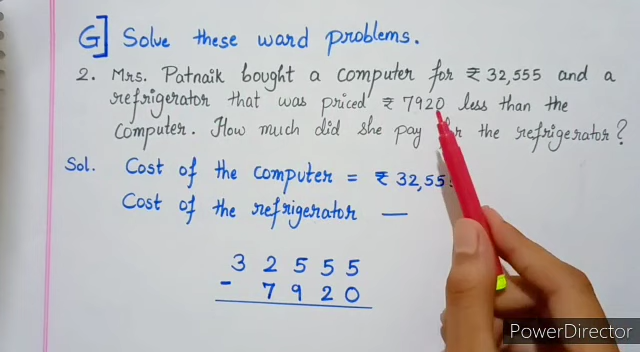 G] Solve these ward problems.
2. Mrs. Patnaik bought a computer for ₹ 32,555 and a
refrigerator that was priced ₹ 7920 less than the
computer. How much did she pay the refrigerator?
Sol. Cost of the computer = ₹ 32,55
Cost of the refrigerator —
3 2 5 5 5
- 7 9 2 0
PowerDirector